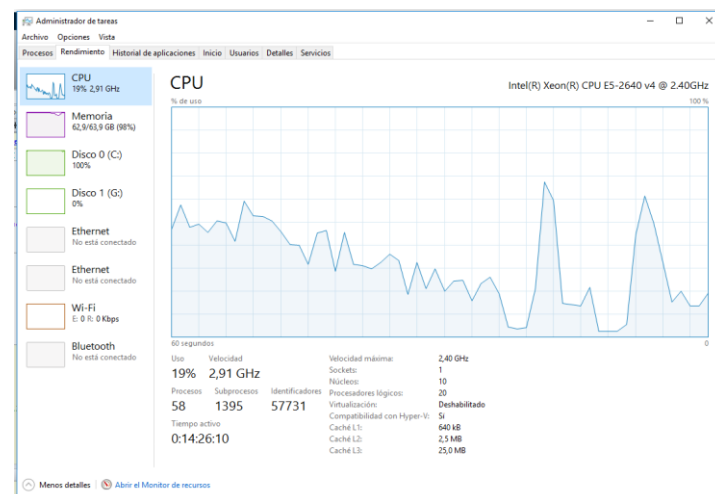 Administrador de tareas
Archivo Opciones Vista
Procesos Rendimiento Historial de aplicaciones Inicio Usuarios Detalles Servicios
CPU
19% 2,91 GHz
Memoria
62,9/63,9 GB (98%)
Disco 0 (C:)
100%
Disco 1 (G:)
0%
Ethernet
No está conectado
Ethernet
No está conectado
Wi-Fi
E: 0 R: 0 Kbps
Bluetooth
No está conectado
CPU Intel(R) Xeon(R) CPU E5-2640 v4 @ 2.40GHz
% de uso 100 %
60 segundos 0
Uso Velocidad
19% 2,91 GHz
Procesos Subprocesos Identificadores
58 1395 57731
Tiempo activo
0:14:26:10
Velocidad máxima: 2,40 GHz
Sockets: 1
Núcleos: 10
Procesadores lógicos: 20
Virtualización: Deshabilitado
Compatibilidad con Hyper-V: Sí
Caché L1: 640 kB
Caché L2: 2,5 MB
Caché L3: 25,0 MB
Menos detalles Abrir el Monitor de recursos